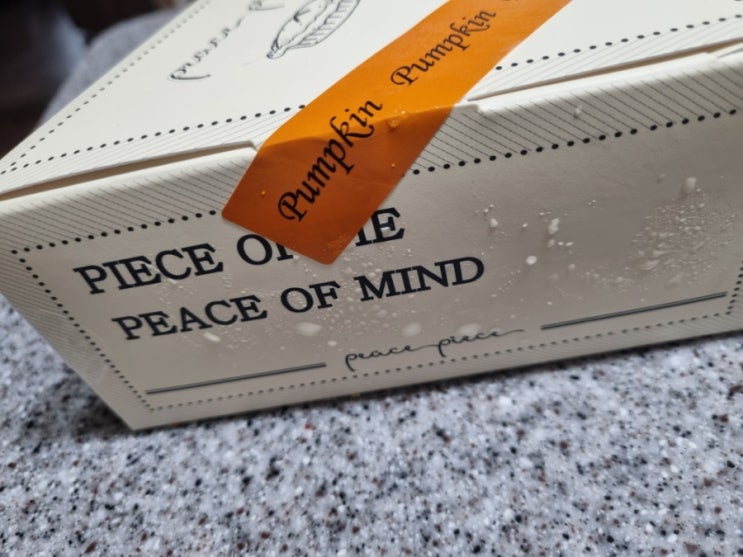 Pumpkin Pumpkin
PIECE OF
PEACE OF MIND
peace piece